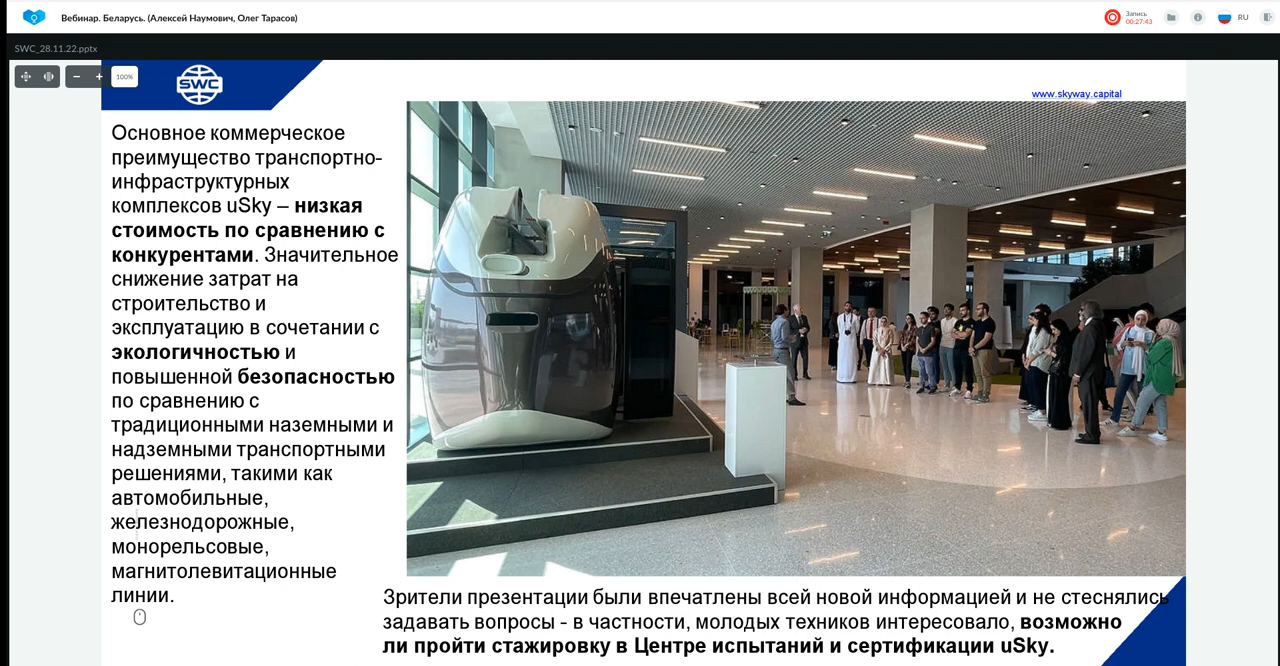 Вебинар. Беларусь. (Алексей Наумович, Олег Тарасов)
Запись
00:27:43
RU
SWC_28.11.22.pptx
100%
SWC
www.skyway.capital
Основное коммерческое
преимущество транспортно-
инфраструктурных
комплексов uSky – низкая
стоимость по сравнению с
конкурентами. Значительное
снижение затрат на
строительство и
эксплуатацию в сочетании с
экологичностью и
повышенной безопасностью
по сравнению с
традиционными наземными и
надземными транспортными
решениями, такими как
автомобильные,
железнодорожные,
монорельсовые,
магнитолевитационные
линии.
Зрители презентации были впечатлены всей новой информацией и не стеснялись
задавать вопросы - в частности, молодых техников интересовало, возможно
ли пройти стажировку в Центре испытаний и сертификации uSky.